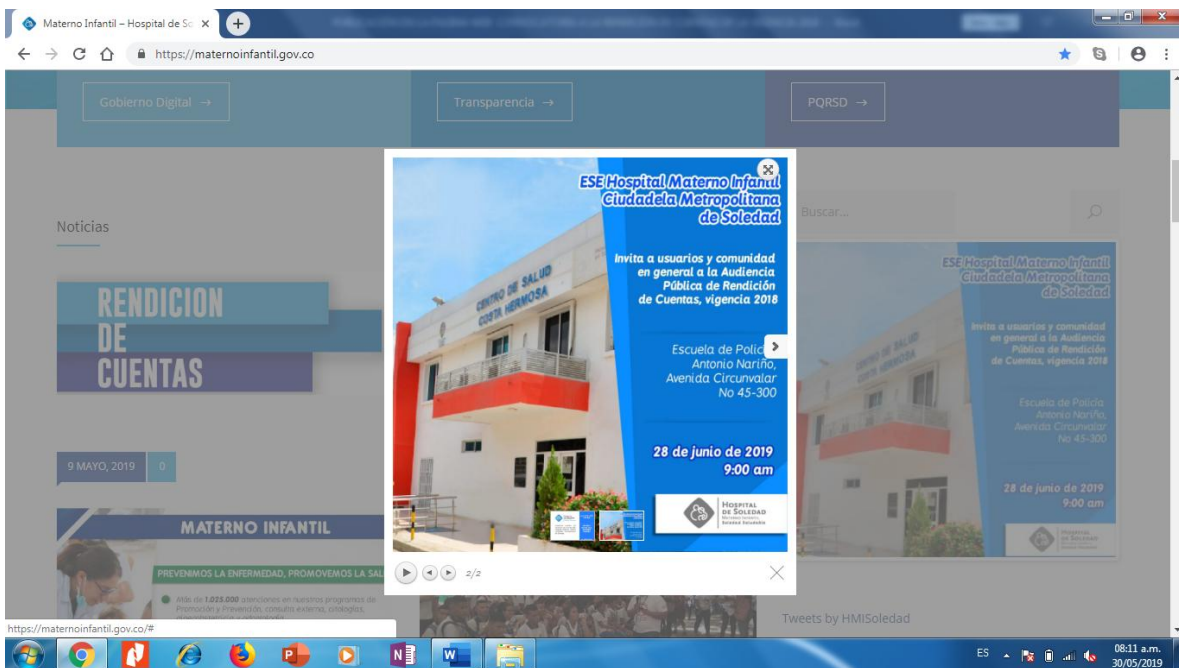 Materno Infantil – Hospital de So
https://maternoinfantil.gov.co
Gobierno Digital →
Transparencia →
PQRSD →
Noticias
RENDICION
DE
CUENTAS
9 MAYO, 2019
0
MATERNO INFANTIL
PREVENIMOS LA ENFERMEDAD, PROMOVEMOS LA SAL
Más de 1.025.000 atenciones en nuestros programas de
Promoción y Prevención, consulta externa, cirugías,
CENTRO DE SALUD
COSTA HERMOSA
ESE Hospital Materno Infantil
Ciudadela Metropolitana
de Soledad
Invita a usuarios y comunidad
en general a la Audiencia
Pública de Rendición
de Cuentas, vigencia 2018
Escuela de Policía
Antonio Nariño,
Avenida Circunvalar
No 45-300
28 de junio de 2019
9:00 am
HOSPITAL
DE SOLEDAD
2/2
Buscar...
ESE Hospital Materno Infantil
Ciudadela Metropolitana
de Soledad
Invita a usuarios y comunidad
en general a la Audiencia
Pública de Rendición
de Cuentas, vigencia 2018
Escuela de Policía
Antonio Nariño,
Avenida Circunvalar
No 45-300
28 de junio de 2019
9:00 am
HOSPITAL
DE SOLEDAD
Tweets by HMISoledad
https://maternoinfantil.gov.co/#
ES
08:11 a.m.
30/05/2019